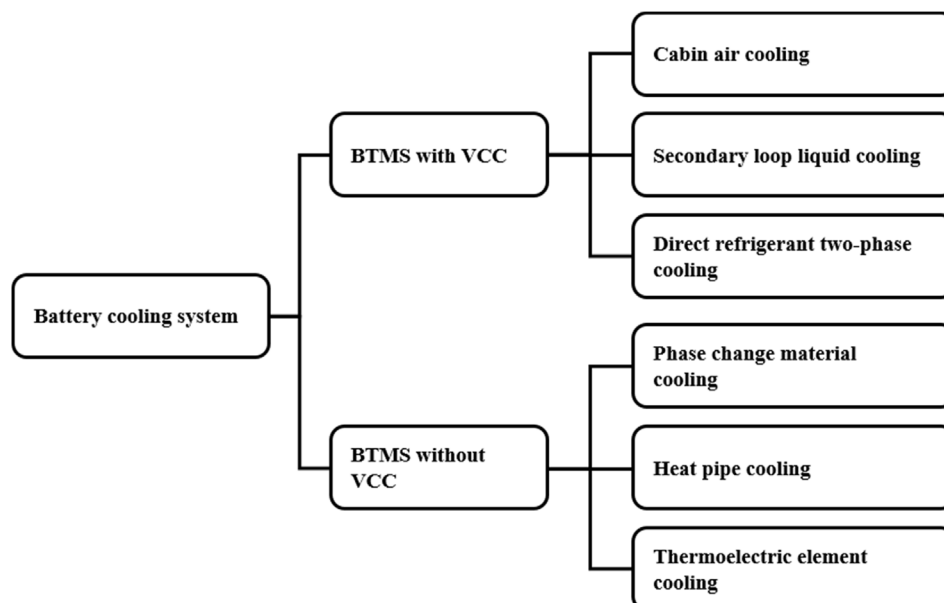 Battery cooling system
BTMS with VCC
Cabin air cooling
Secondary loop liquid cooling
Direct refrigerant two-phase
cooling
BTMS without
VCC
Phase change material
cooling
Heat pipe cooling
Thermoelectric element
cooling